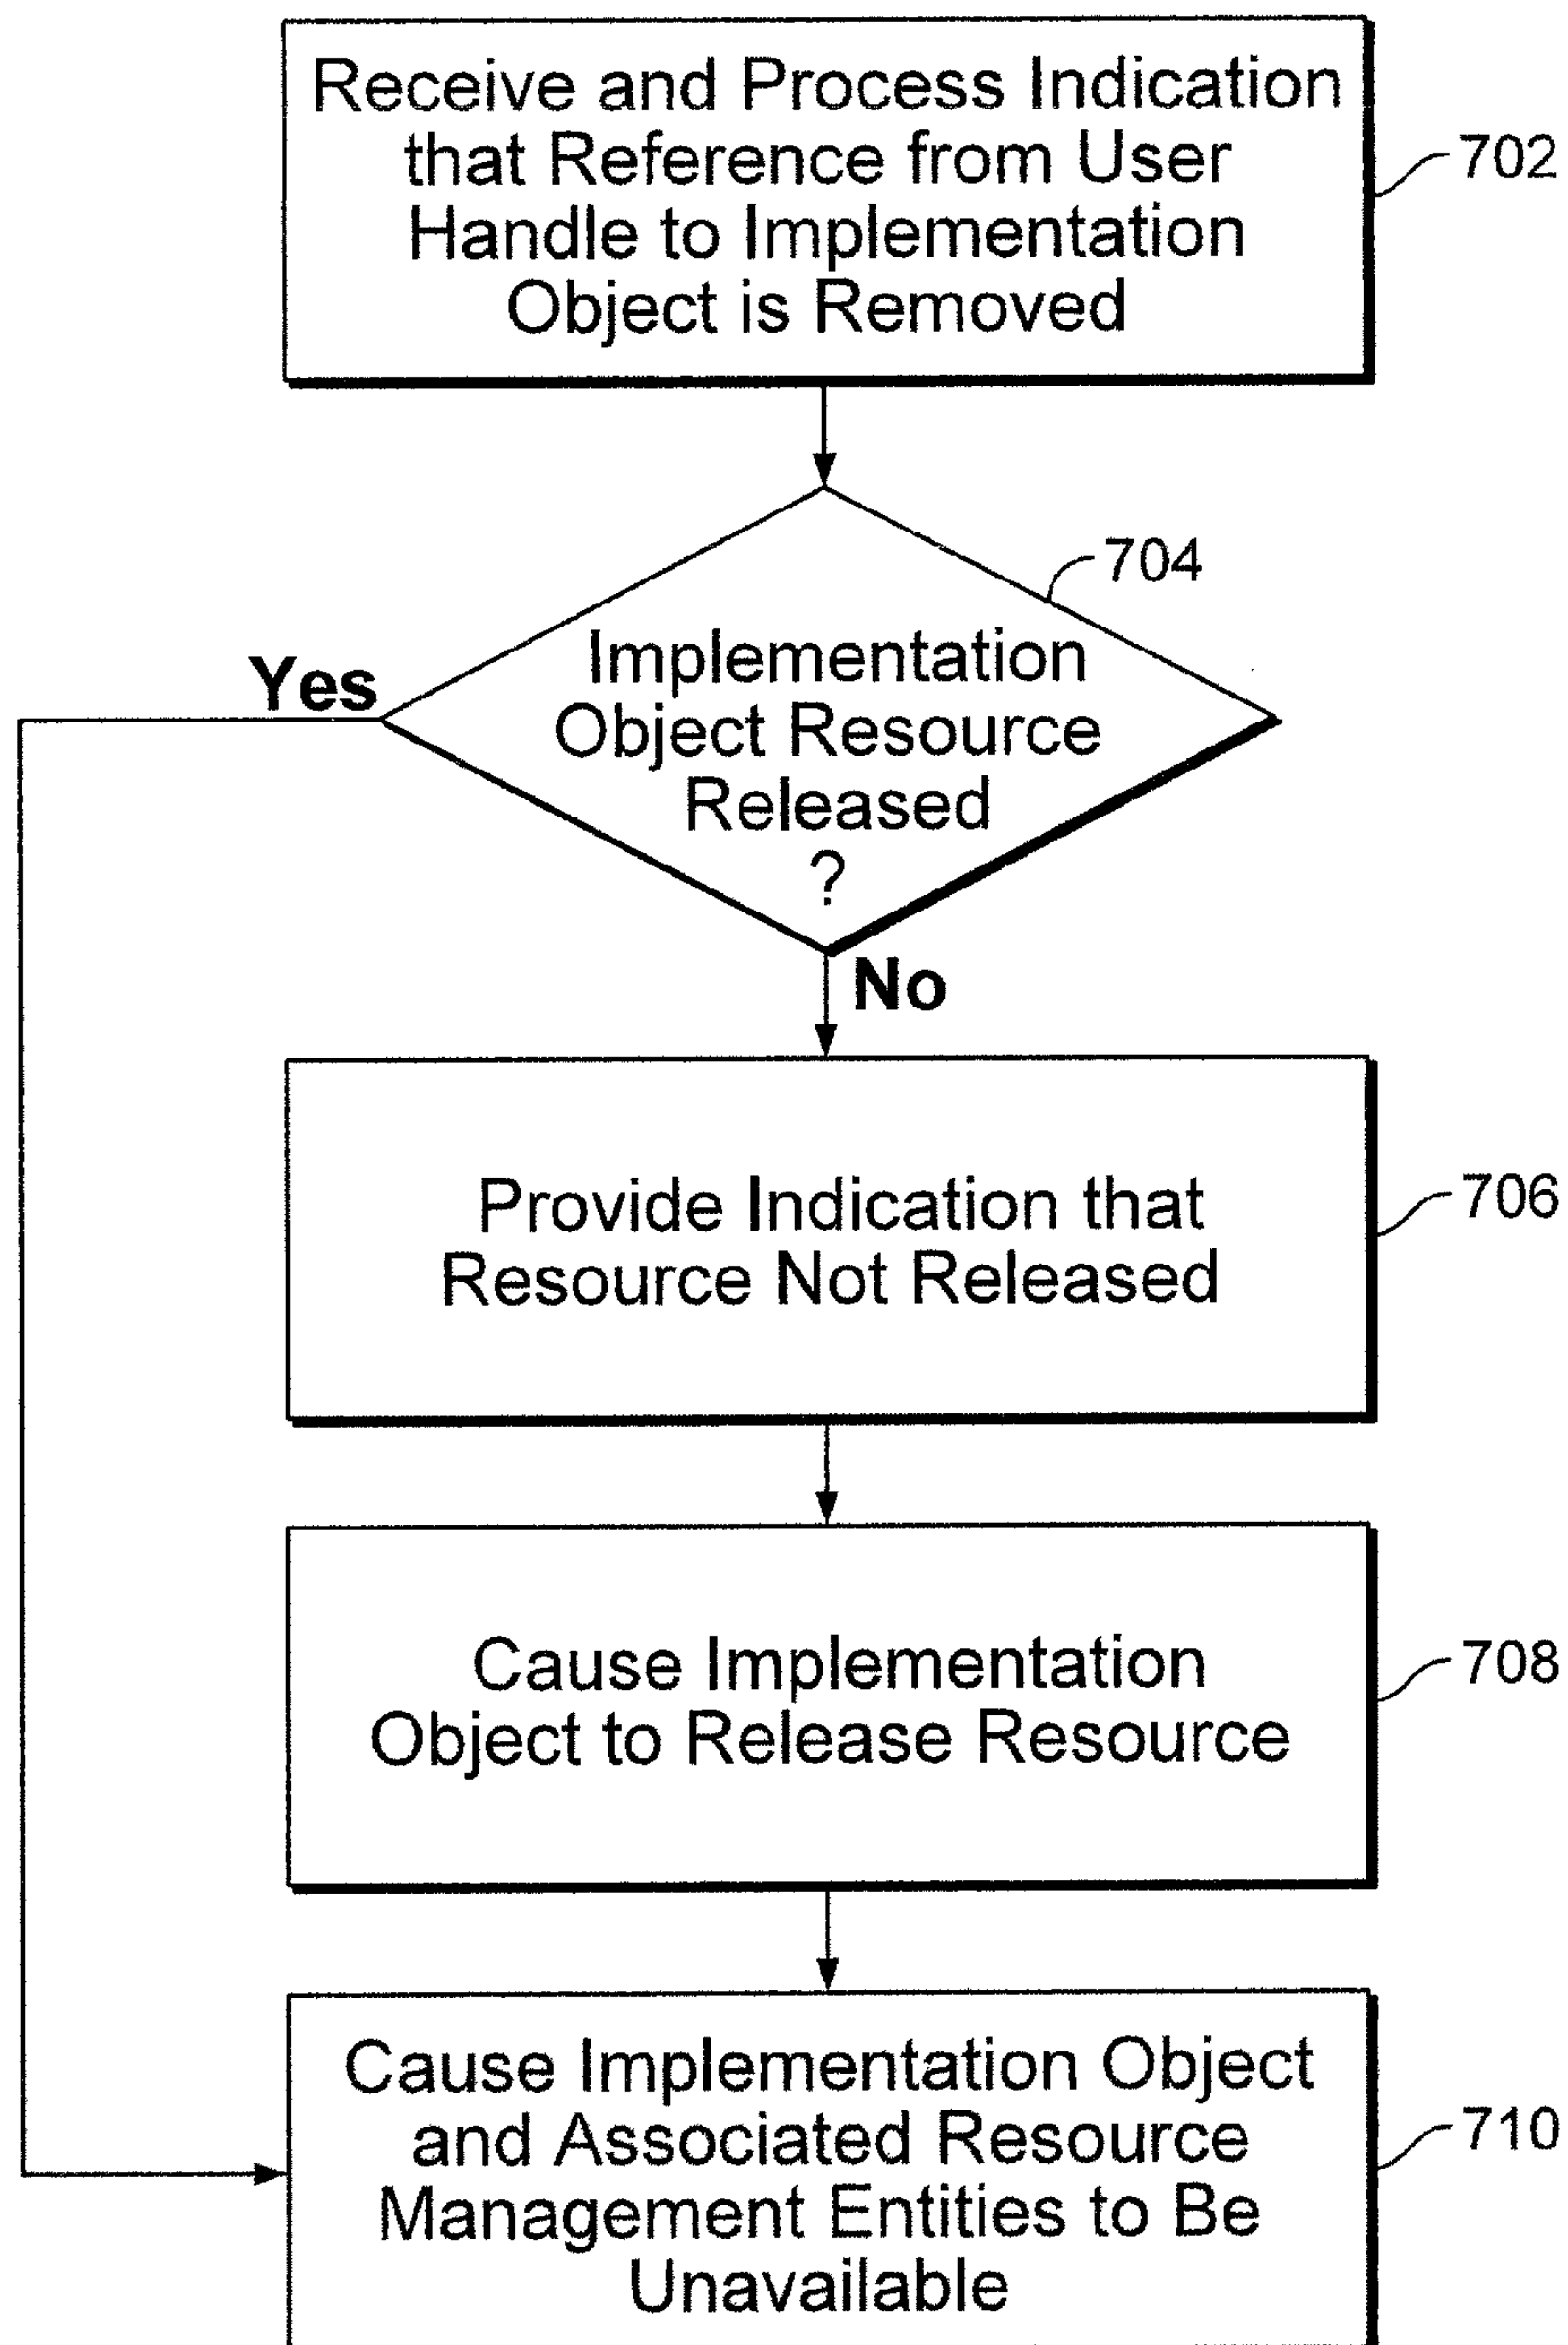 Receive and Process Indication
that Reference from User
Handle to Implementation
Object is Removed
702
704
Implementation
Object Resource
Released
?
Yes
No
Provide Indication that
Resource Not Released
706
Cause Implementation
Object to Release Resource
708
Cause Implementation Object
and Associated Resource
Management Entities to Be
Unavailable
710